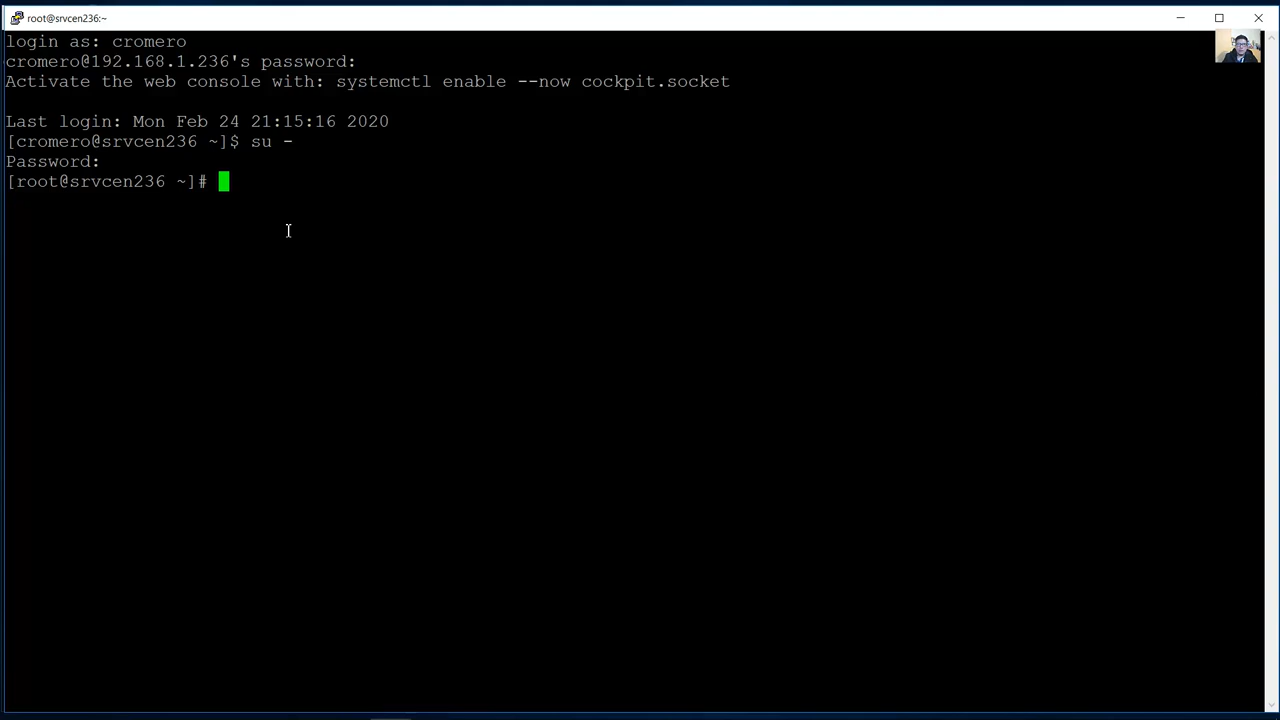 root@srvcen236:~
login as: cromero
cromero@192.168.1.236's password:
Activate the web console with: systemctl enable --now cockpit.socket
Last login: Mon Feb 24 21:15:16 2020
[cromero@srvcen236 ~]$ su -
Password:
[root@srvcen236 ~]#